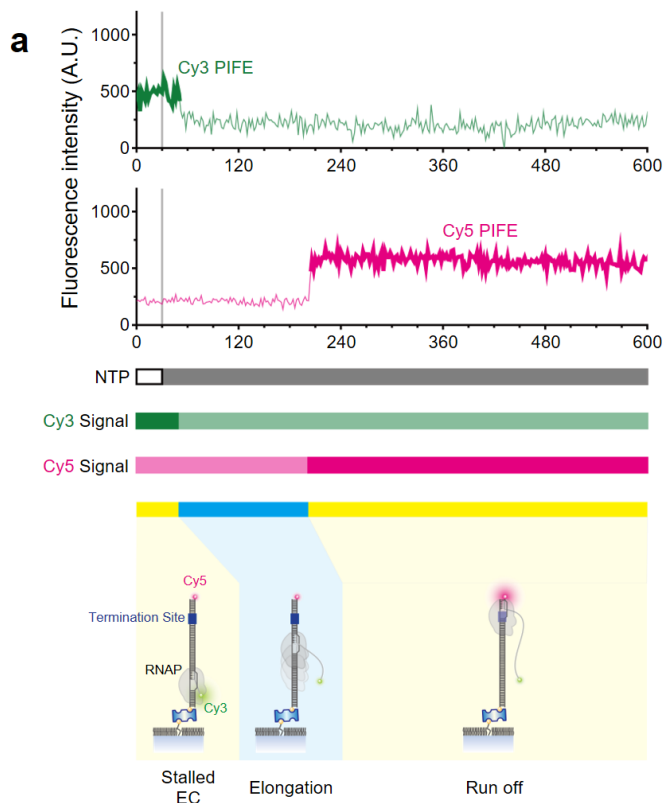 a
Fluorescence intensity (A.U.)
1000
500
0
Cy3 PIFE
0 120 240 360 480 600
1000
500
0
Cy5 PIFE
0 120 240 360 480 600
NTP
Cy3 Signal
Cy5 Signal
Cy5
Termination Site
RNAP
Cy3
Stalled EC
Elongation
Run off